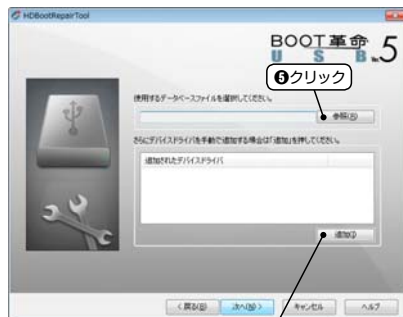 HDBootRepairTool
BOOT革命
USB Ver.5
❺クリック
使用するデータベースファイルを選択してください。
参照(R)
さらにデバイスドライバを手動で追加する場合は「追加」を押してください。
追加されたデバイスドライバ
追加(I)
<戻る(B) 次へ(N)> キャンセル ヘルプ